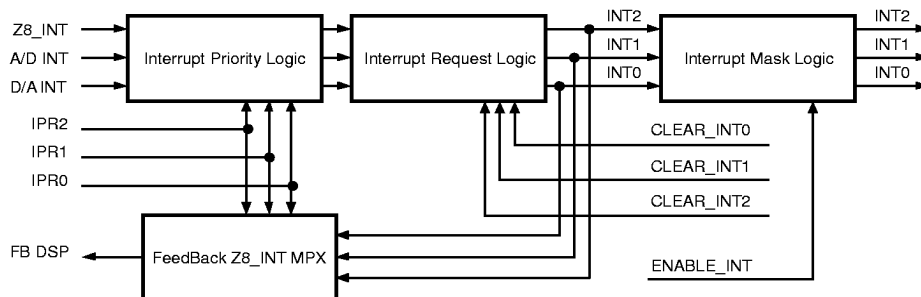 Z8_INT
A/D INT
D/A INT
Interrupt Priority Logic
Interrupt Request Logic
INT2
INT1
INT0
Interrupt Mask Logic
INT2
INT1
INT0
IPR2
IPR1
IPR0
CLEAR_INT0
CLEAR_INT1
CLEAR_INT2
FB DSP
FeedBack Z8_INT MPX
ENABLE_INT